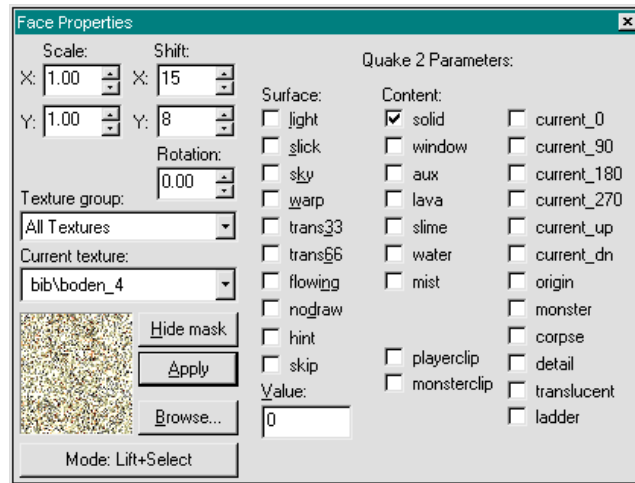 Face Properties
Scale: Shift:
X: 1.00 X: 15
Y: 1.00 Y: 8
Rotation:
0.00
Texture group:
All Textures
Current texture:
bib\boden_4
Hide mask
Apply
Browse...
Mode: Lift+Select
Quake 2 Parameters:
Surface:
light
slick
sky
warp
trans33
trans66
flowing
nodraw
hint
skip
Value:
0
Content:
solid
window
aux
lava
slime
water
mist
playerclip
monsterclip
current_0
current_90
current_180
current_270
current_up
current_dn
origin
monster
corpse
detail
translucent
ladder